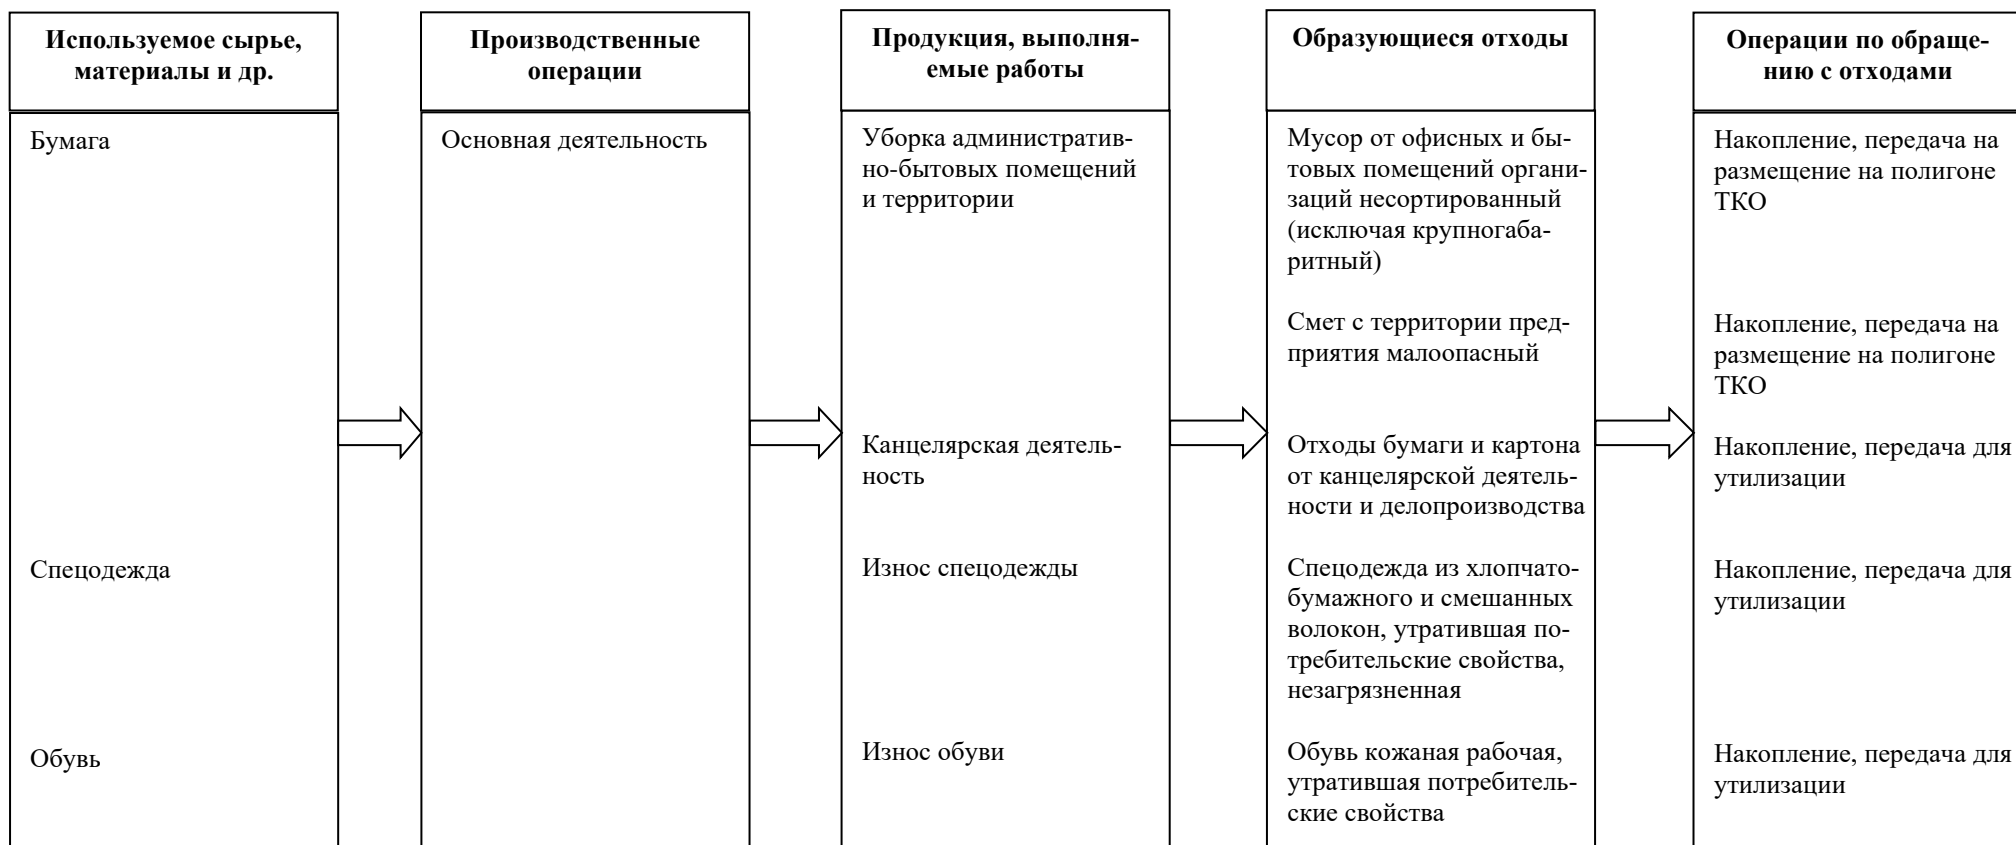 Используемое сырье,
материалы и др.
Производственные
операции
Продукция, выполня-
емые работы
Образующиеся отходы
Операции по обраще-
нию с отходами
Бумага
Спецодежда
Обувь
Основная деятельность
Уборка административ-
но-бытовых помещений
и территории
Канцелярская деятель-
ность
Износ спецодежды
Износ обуви
Мусор от офисных и бы-
товых помещений органи-
заций несортированный
(исключая крупногаба-
ритный)
Смет с территории пред-
приятия малоопасный
Отходы бумаги и картона
от канцелярской деятель-
ности и делопроизводства
Спецодежда из хлопчато-
бумажного и смешанных
волокон, утратившая по-
требительские свойства,
незагрязненная
Обувь кожаная рабочая,
утратившая потребитель-
ские свойства
Накопление, передача на
размещение на полигоне
ТКО
Накопление, передача на
размещение на полигоне
ТКО
Накопление, передача для
утилизации
Накопление, передача для
утилизации
Накопление, передача для
утилизации